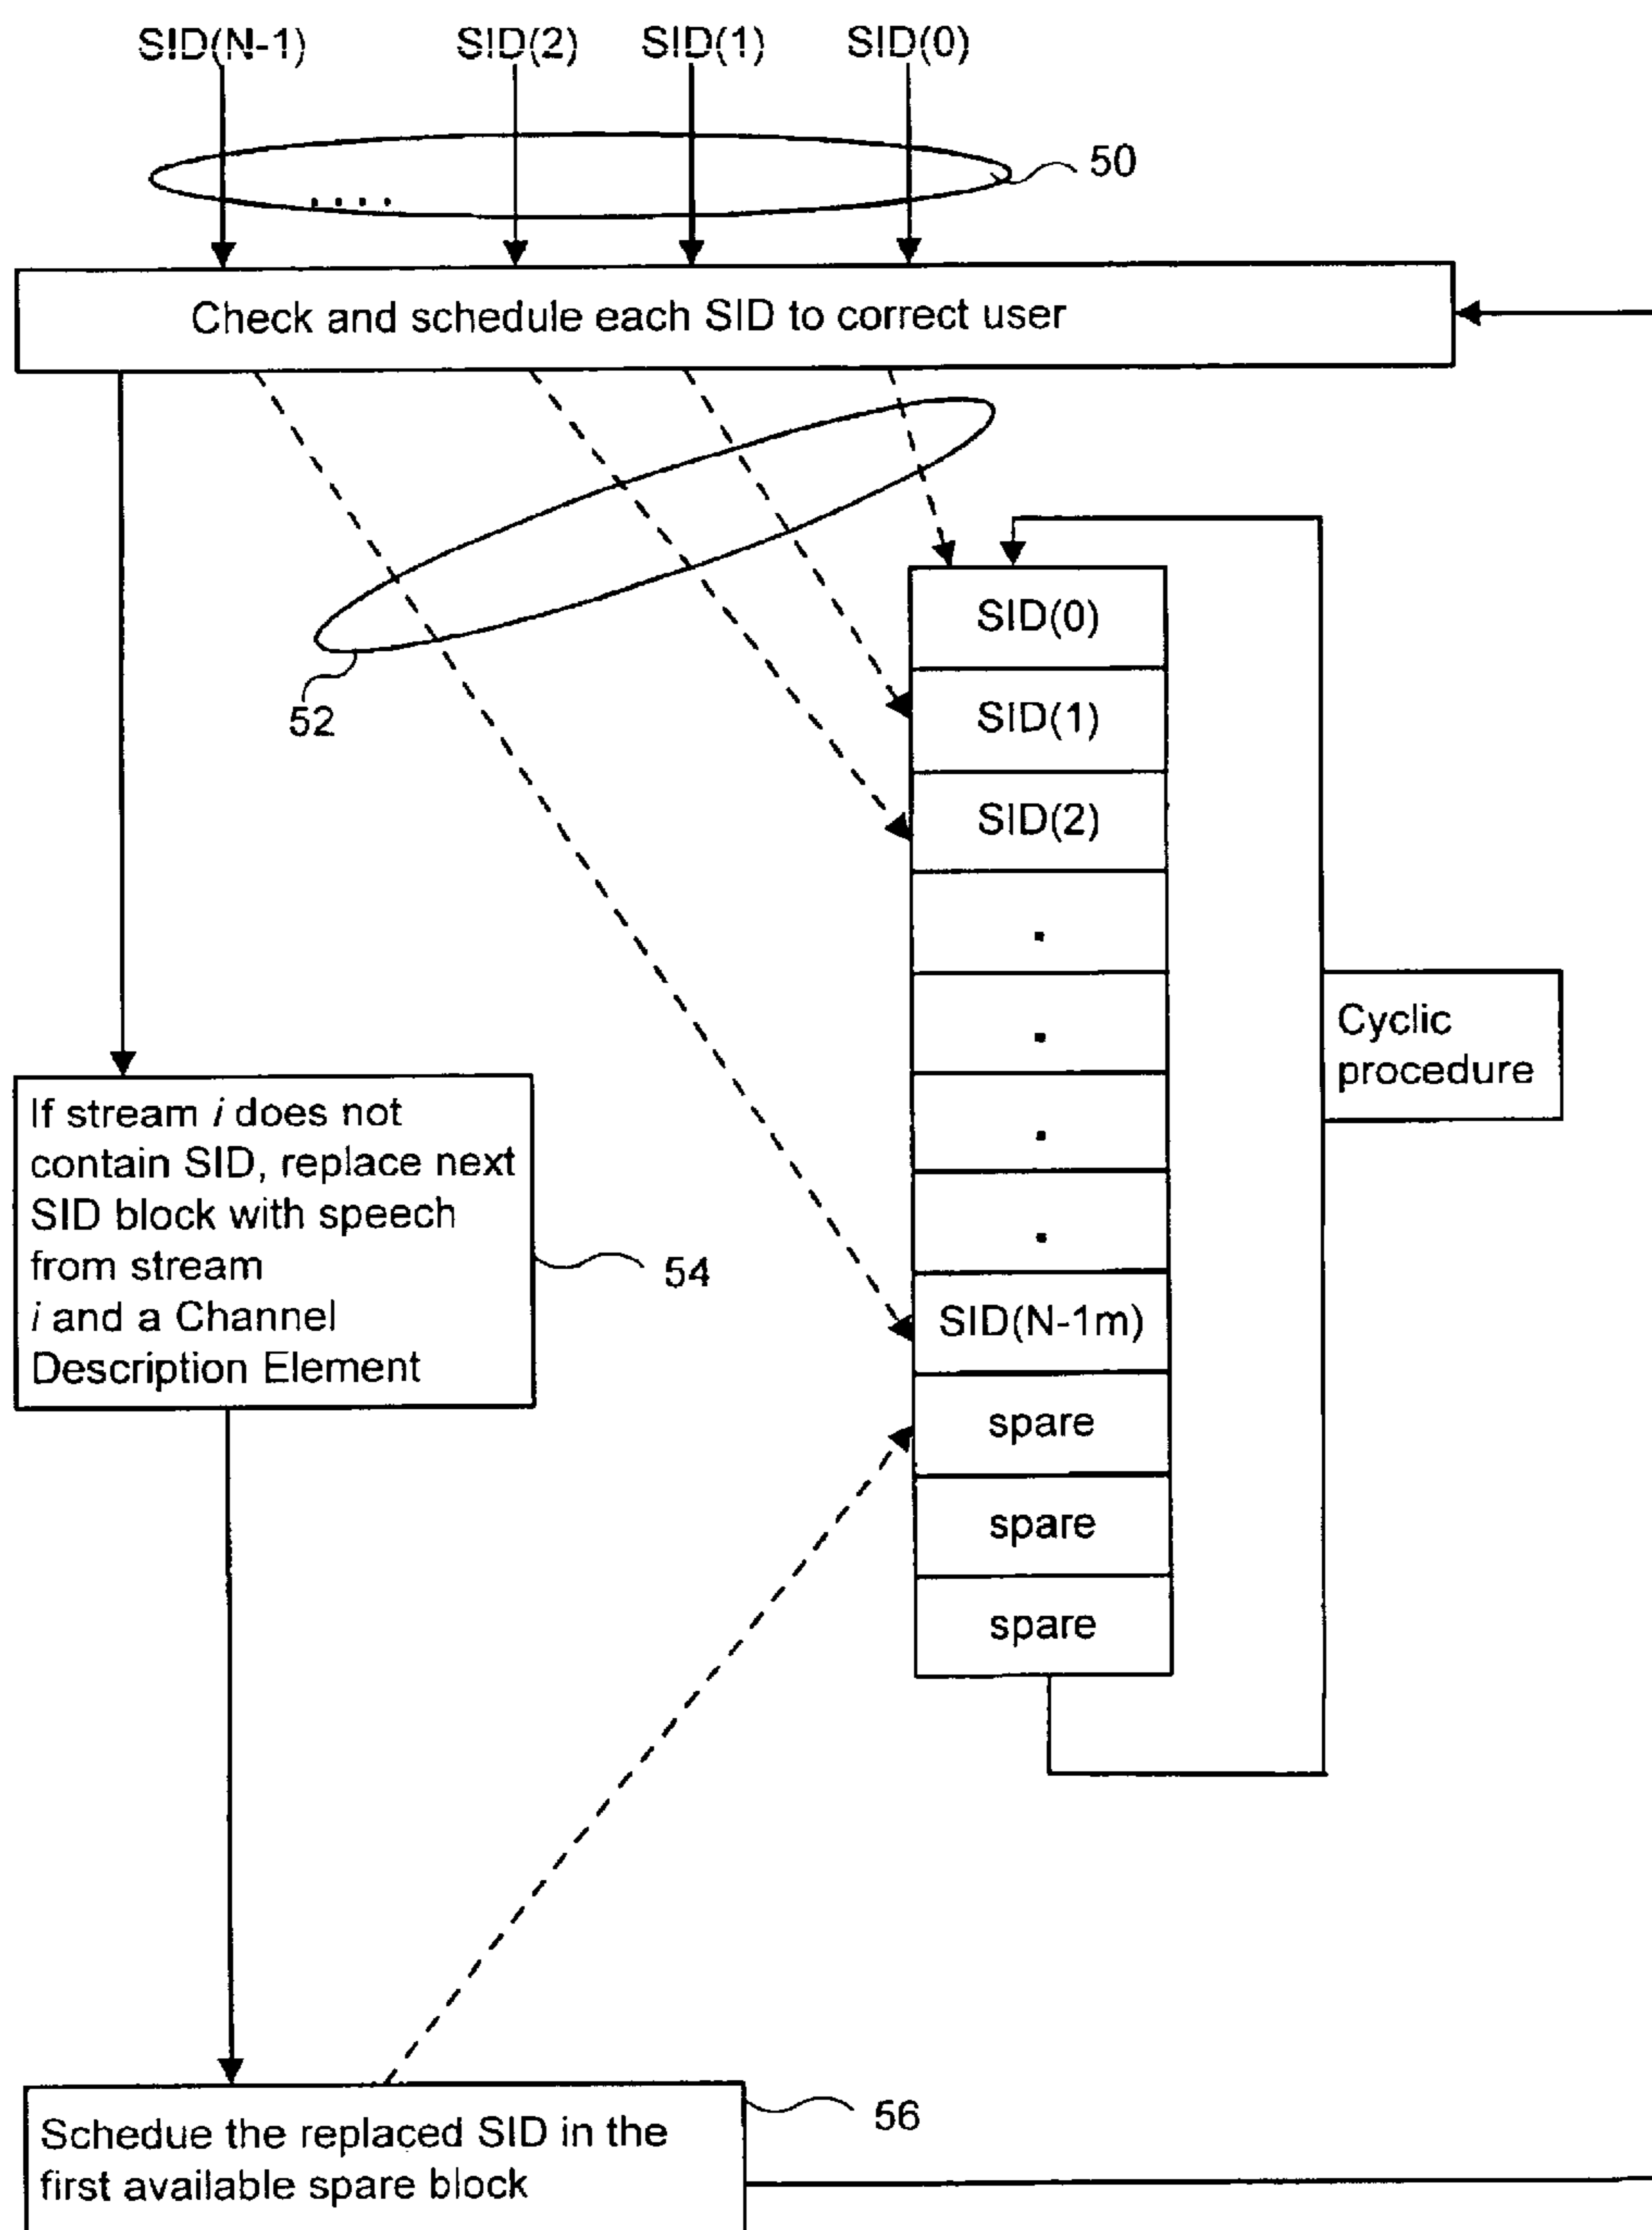 SID(N-1) SID(2) SID(1) SID(0)
50
. . . .
Check and schedule each SID to correct user
52
SID(0)
SID(1)
SID(2)
.
.
.
.
SID(N-1m)
spare
spare
spare
Cyclic
procedure
If stream i does not
contain SID, replace next
SID block with speech
from stream
i and a Channel
Description Element
54
Schedue the replaced SID in the
first available spare block
56